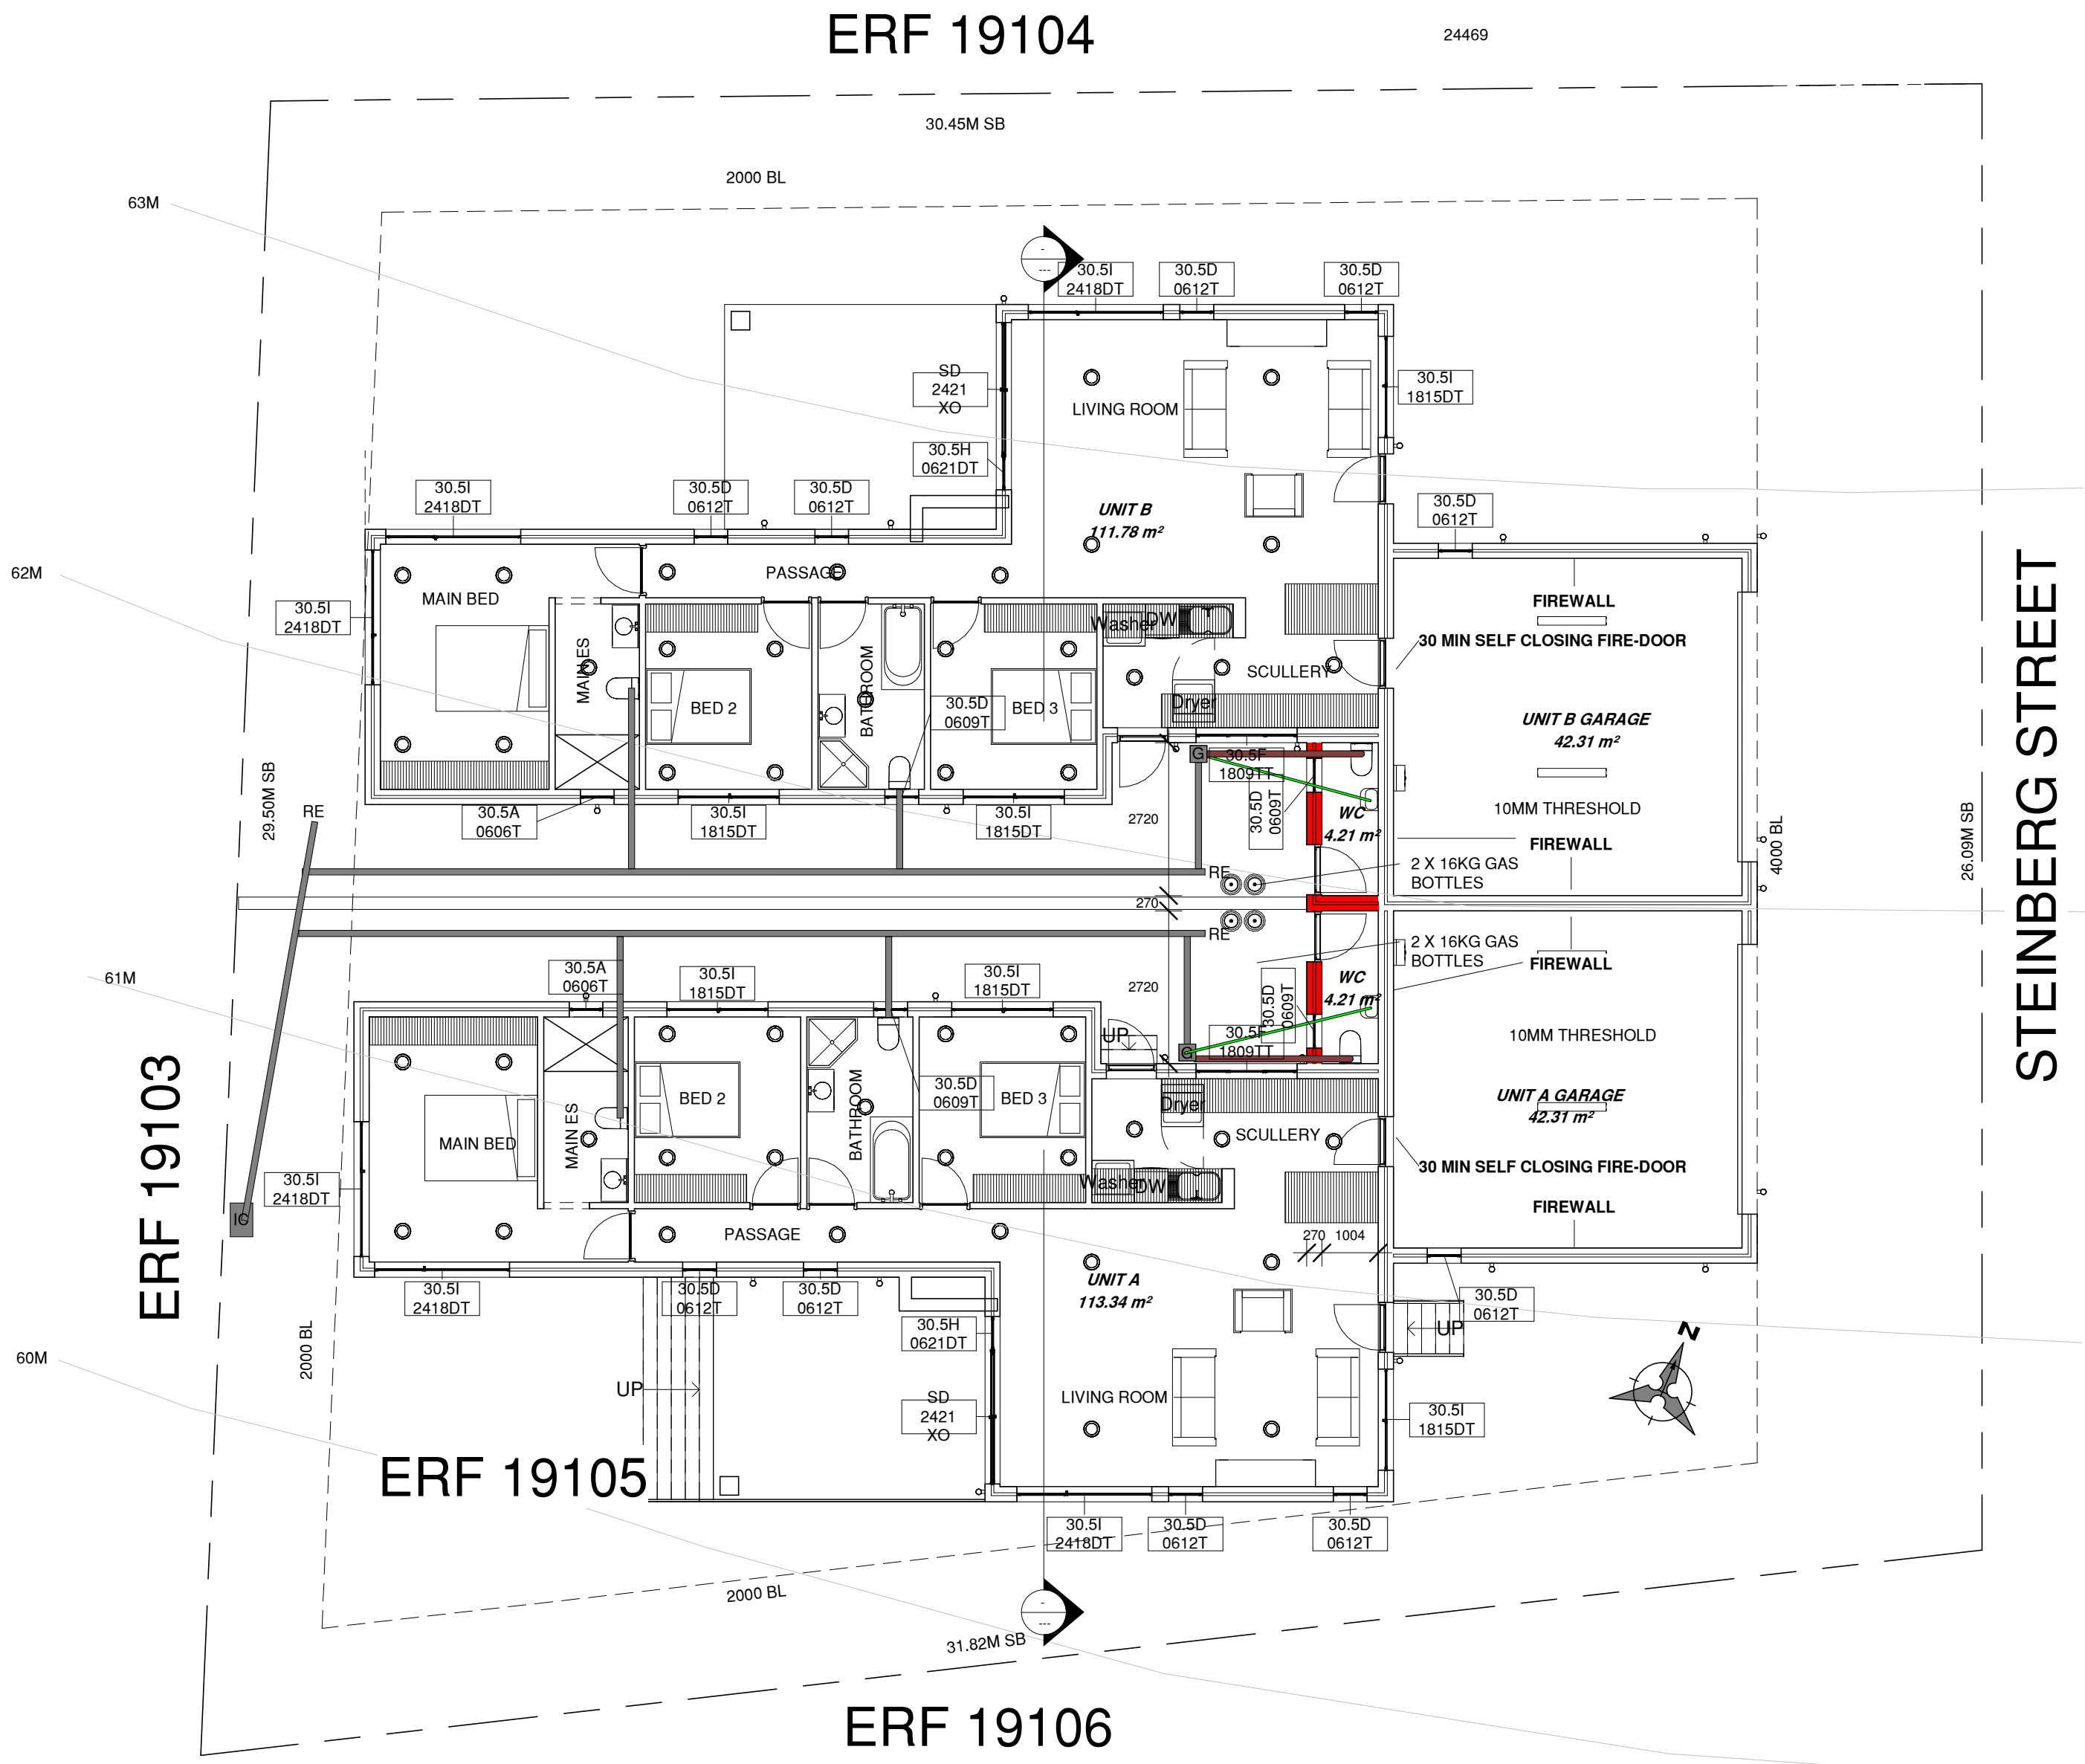 ERF 19104
24469
30.45M SB
2000 BL
63M
30.5I
2418DT
30.5D
0612T
30.5D
0612T
SD
2421
XO
LIVING ROOM
30.5I
1815DT
30.5H
0621DT
30.5I
2418DT
30.5D
0612T
30.5D
0612T
UNIT B
111.78 m²
30.5D
0612T
62M
PASSAGE
MAIN BED
30.5I
2418DT
FIREWALL
30 MIN SELF CLOSING FIRE-DOOR
Washer
DW
T
MAIN ES
BATHROOM
SCULLERY
BED 2
30.5D
0609T
BED 3
Dryer
UNIT B GARAGE
42.31 m²
STEINBERG STREET
G
30.5F
1809TT
30.5D
0609T
29.50M SB
RE
30.5A
0606T
30.5I
1815DT
30.5I
1815DT
2720
WC
4.21 m²
10MM THRESHOLD
FIREWALL
4000 BL
26.09M SB
RE
2 X 16KG GAS
BOTTLES
270
RE
2 X 16KG GAS
BOTTLES
FIREWALL
61M
30.5A
0606T
30.5I
1815DT
30.5I
1815DT
2720
WC
4.21 m²
30.5D
0609T
UP
G
30.5F
1809TT
10MM THRESHOLD
BED 2
BATHROOM
30.5D
0609T
BED 3
Dryer
UNIT A GARAGE
42.31 m²
MAIN BED
MAIN ES
SCULLERY
ERF 19103
30.5I
2418DT
Washer
DW
T
30 MIN SELF CLOSING FIRE-DOOR
IC
FIREWALL
PASSAGE
270
1004
30.5I
2418DT
30.5D
0612T
30.5D
0612T
UNIT A
113.34 m²
30.5D
0612T
UP
30.5H
0621DT
N
2000 BL
60M
UP
SD
2421
XO
LIVING ROOM
30.5I
1815DT
ERF 19105
30.5I
2418DT
30.5D
0612T
30.5D
0612T
2000 BL
31.82M SB
ERF 19106